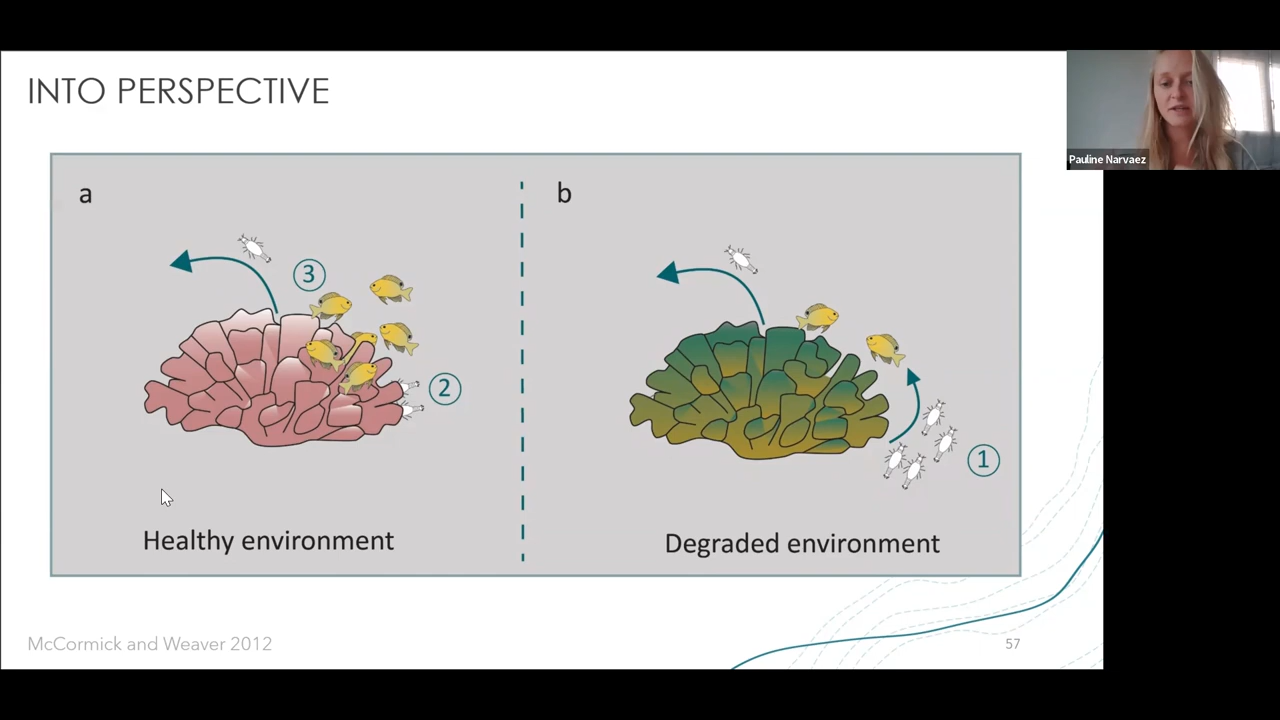 INTO PERSPECTIVE
Pauline Narvaez
a
b
3
2
1
Healthy environment
Degraded environment
McCormick and Weaver 2012
57